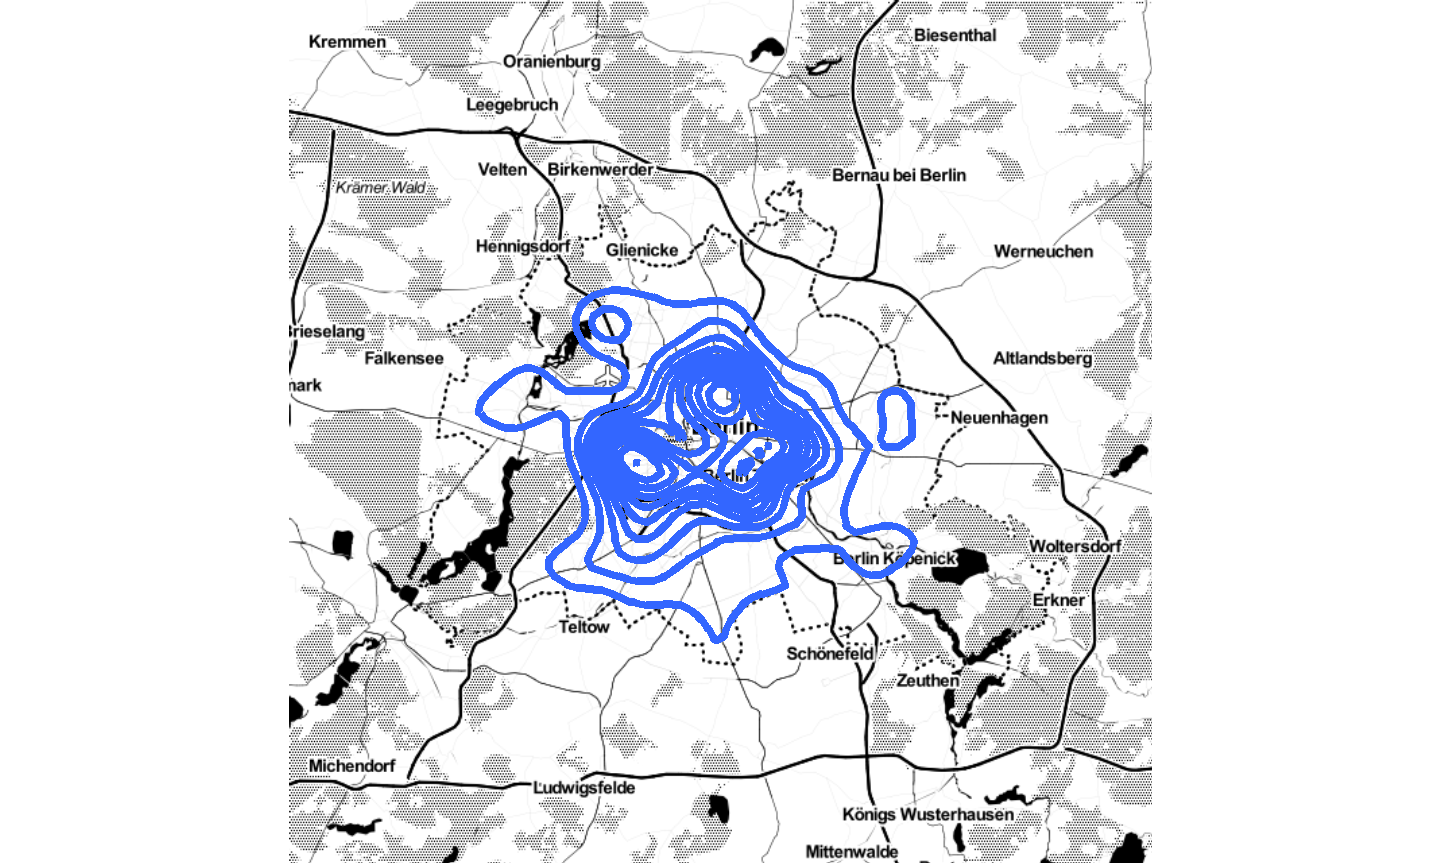 Kremmen
Biesenthal
Oranienburg
Leegebruch
Velten
Birkenwerder
Bernau bei Berlin
Krämer Wald
Hennigsdorf
Glienicke
Werneuchen
Brieselang
Falkensee
Altlandsberg
Neuenhagen
Berlin
Berlin
Berlin Köpenick
Woltersdorf
Erkner
Teltow
Schönefeld
Zeuthen
Michendorf
Ludwigsfelde
Königs Wusterhausen
Mittenwalde